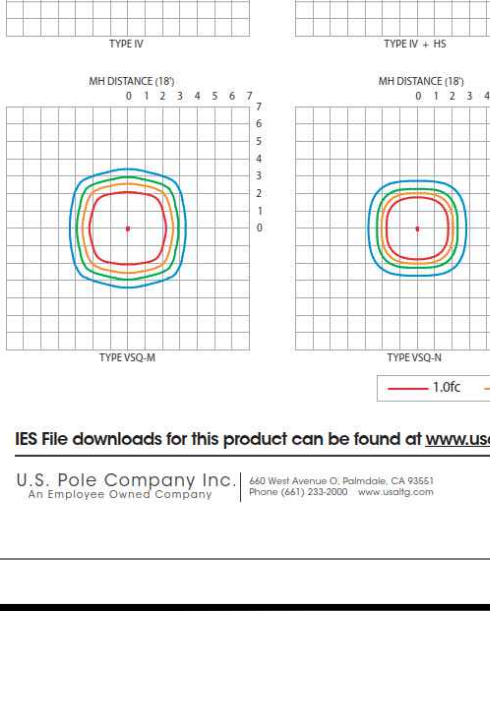 TYPE IV
TYPE IV + HS
MH DISTANCE (18')
0 1 2 3 4 5 6 7
7
6
5
4
3
2
1
0
TYPE VSQ-M
MH DISTANCE (18')
0 1 2 3 4
TYPE VSQ-N
1.0fc
IES File downloads for this product can be found at www.us
U.S. Pole Company Inc.
An Employee Owned Company
660 West Avenue O, Palmdale, CA 93551
Phone (661) 233-2000 www.usaltg.com